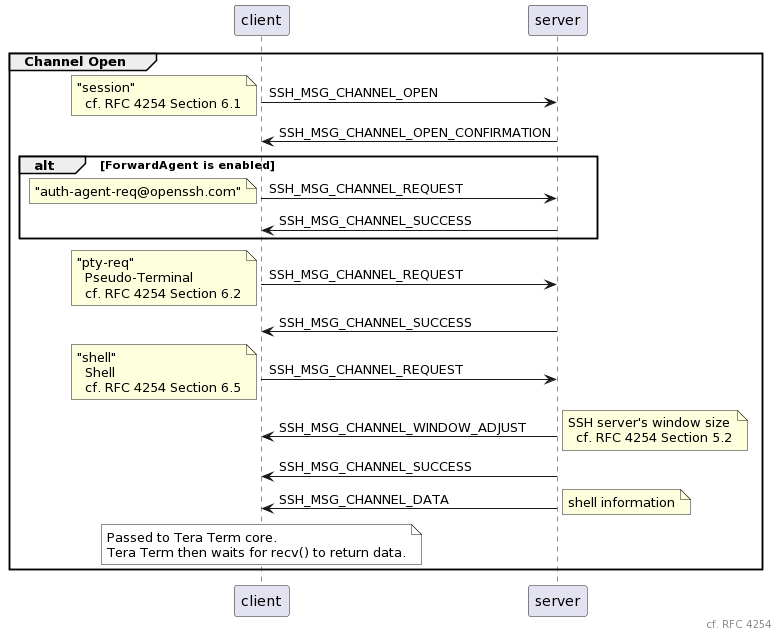 client server
Channel Open
"session"
cf. RFC 4254 Section 6.1
SSH_MSG_CHANNEL_OPEN
SSH_MSG_CHANNEL_OPEN_CONFIRMATION
alt [ForwardAgent is enabled]
"auth-agent-req@openssh.com"
SSH_MSG_CHANNEL_REQUEST
SSH_MSG_CHANNEL_SUCCESS
"pty-req"
Pseudo-Terminal
cf. RFC 4254 Section 6.2
SSH_MSG_CHANNEL_REQUEST
SSH_MSG_CHANNEL_SUCCESS
"shell"
Shell
cf. RFC 4254 Section 6.5
SSH_MSG_CHANNEL_REQUEST
SSH_MSG_CHANNEL_WINDOW_ADJUST
SSH server's window size
cf. RFC 4254 Section 5.2
SSH_MSG_CHANNEL_SUCCESS
SSH_MSG_CHANNEL_DATA
shell information
Passed to Tera Term core.
Tera Term then waits for recv() to return data.
client server
cf. RFC 4254